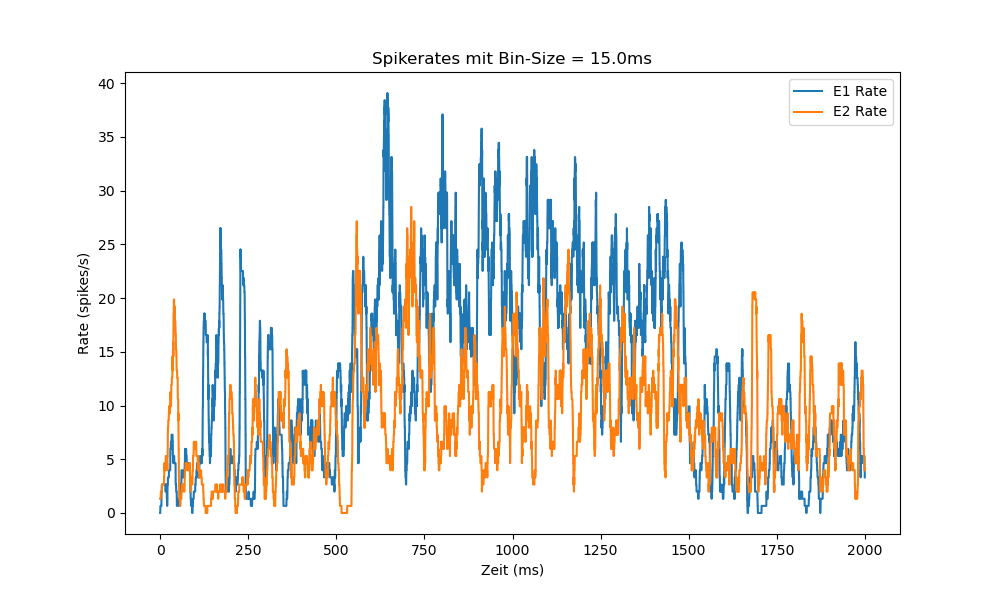 Spikerates mit Bin-Size = 15.0ms
E1 Rate
E2 Rate
40
35
30
25
20
15
10
5
0
Rate (spikes/s)
0 250 500 750 1000 1250 1500 1750 2000
Zeit (ms)